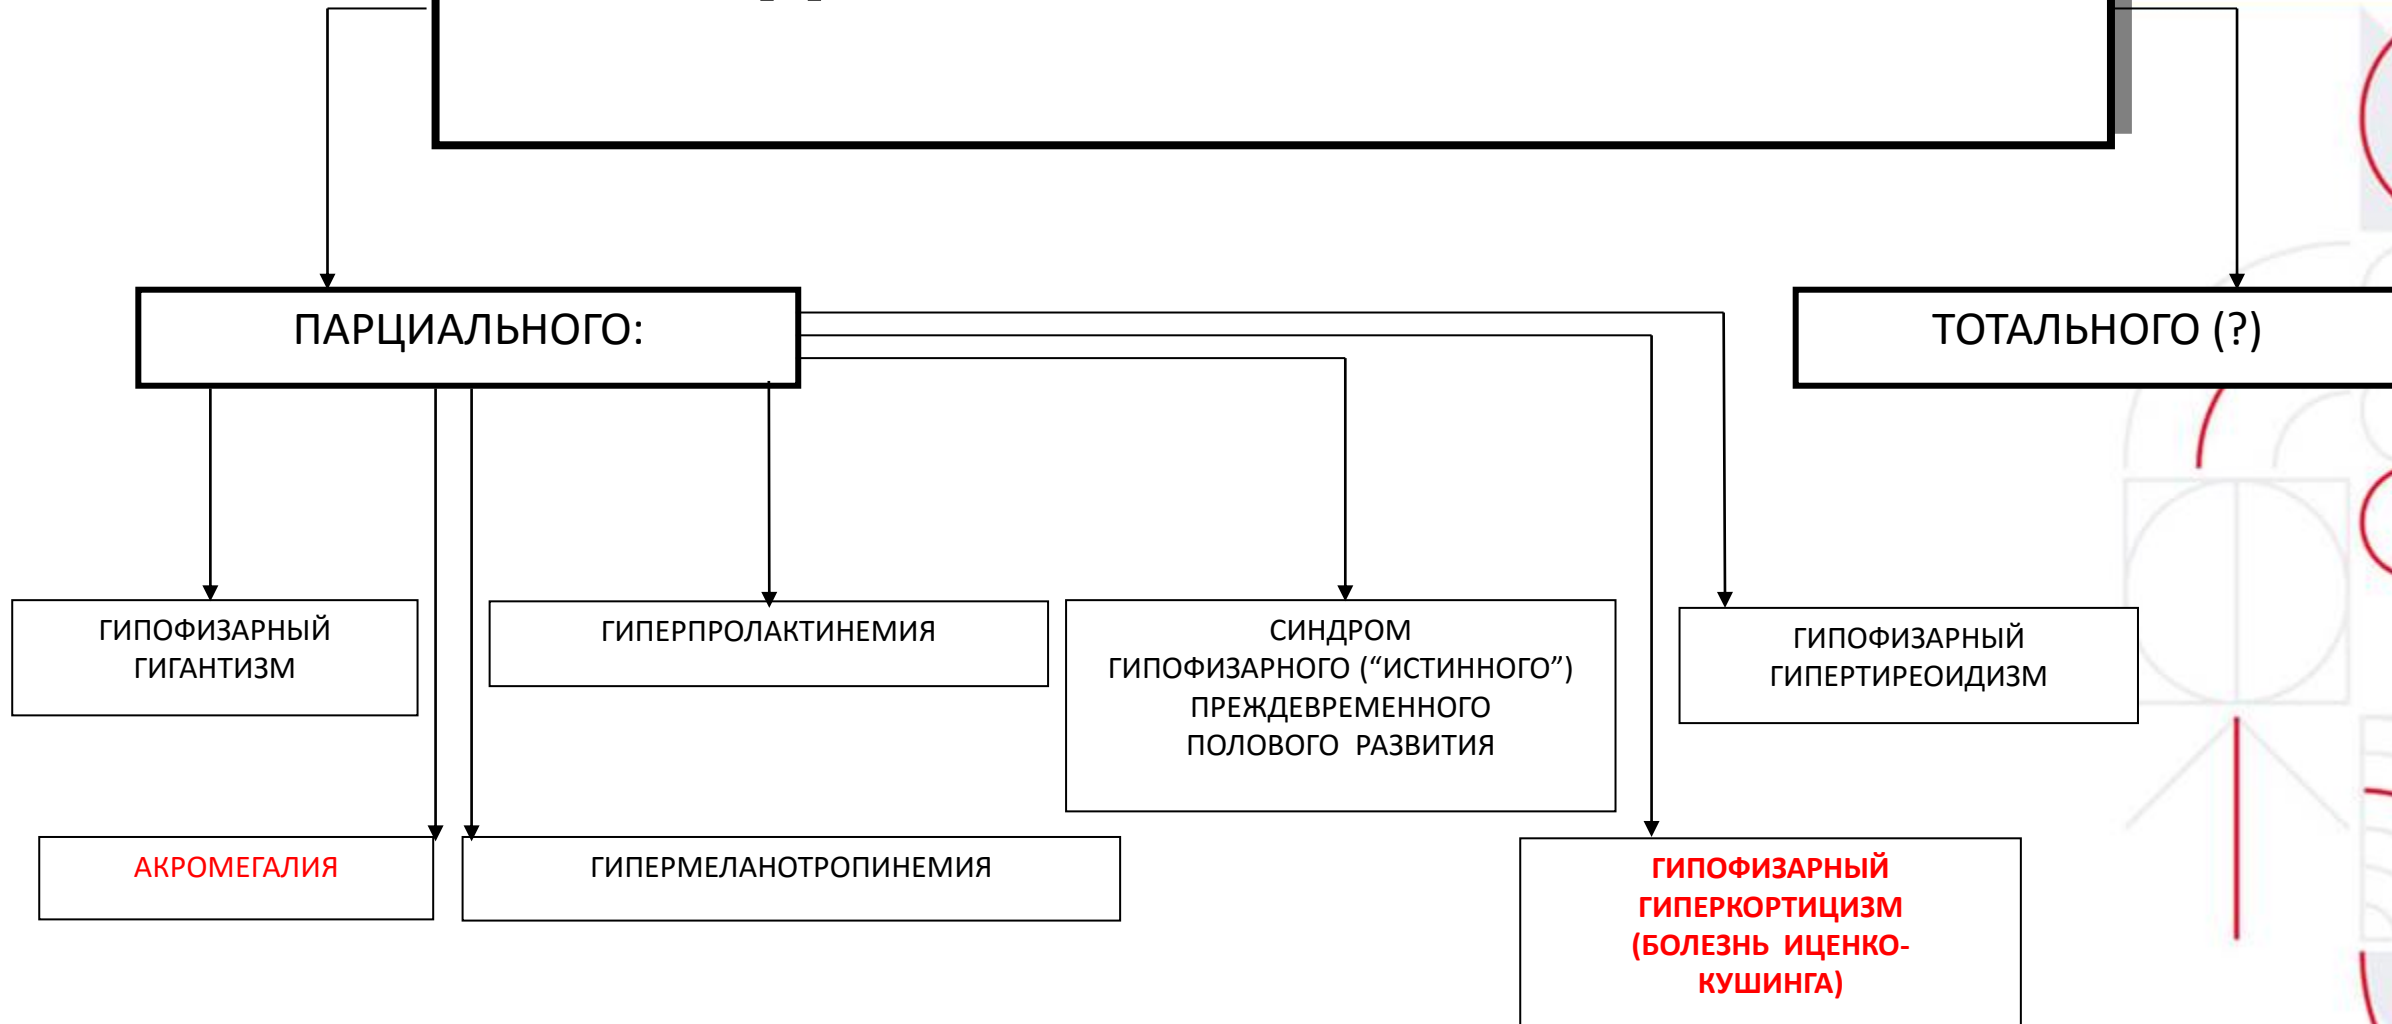 ПАРЦИАЛЬНОГО:
ТОТАЛЬНОГО (?)
ГИПОФИЗАРНЫЙ
ГИГАНТИЗМ
ГИПЕРПРОЛАКТИНЕМИЯ
СИНДРОМ
ГИПОФИЗАРНОГО (“ИСТИННОГО”)
ПРЕЖДЕВРЕМЕННОГО
ПОЛОВОГО РАЗВИТИЯ
ГИПОФИЗАРНЫЙ
ГИПЕРТИРЕОИДИЗМ
АКРОМЕГАЛИЯ
ГИПЕРМЕЛАНОТРОПИНЕМИЯ
ГИПОФИЗАРНЫЙ
ГИПЕРКОРТИЦИЗМ
(БОЛЕЗНЬ ИЦЕНКО-
КУШИНГА)